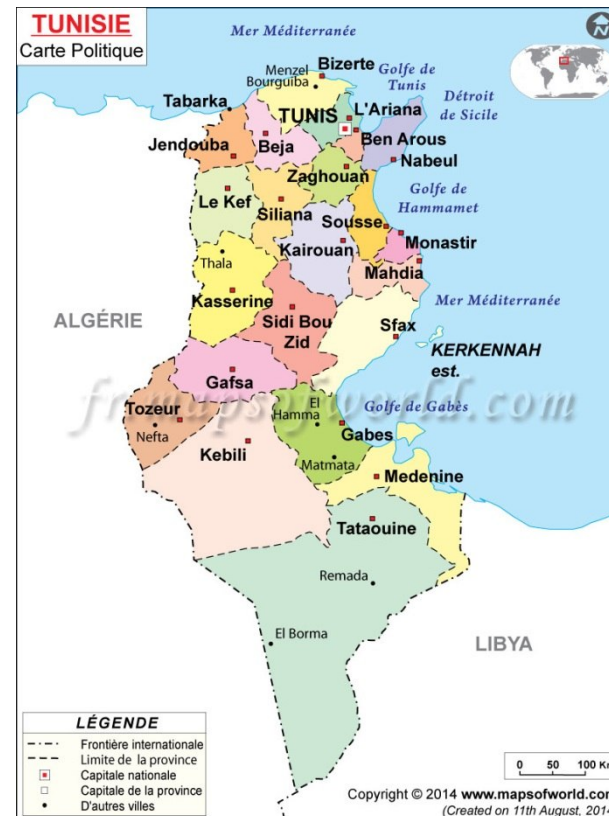 TUNISIE
Carte Politique
Mer Méditerranée
Bizerte
Menzel
Bourguiba
Golfe de
Tunis
Tabarka
TUNIS
L'Ariana
Détroit
de Sicile
Jendouba
Beja
Ben Arous
Nabeul
Zaghouan
Le Kef
Siliana
Sousse
Golfe de
Hammamet
Kairouan
Monastir
Thala
Mahdia
Kasserine
Mer Méditerranée
ALGÉRIE
Sidi Bou
Zid
Sfax
KERKENNAH
est.
Gafsa
fr.mapsofworld.com
Tozeur
El
Hamma
Golfe de Gabès
Nefta
Gabes
Kebili
Matmata
Medenine
Tataouine
Remada
El Borma
LIBYA
LÉGENDE
Frontière internationale
Limite de la province
Capitale nationale
Capitale de la province
D'autres villes
0 50 100 Km
Copyright © 2014 www.mapsofworld.com
(Created on 11th August, 2014